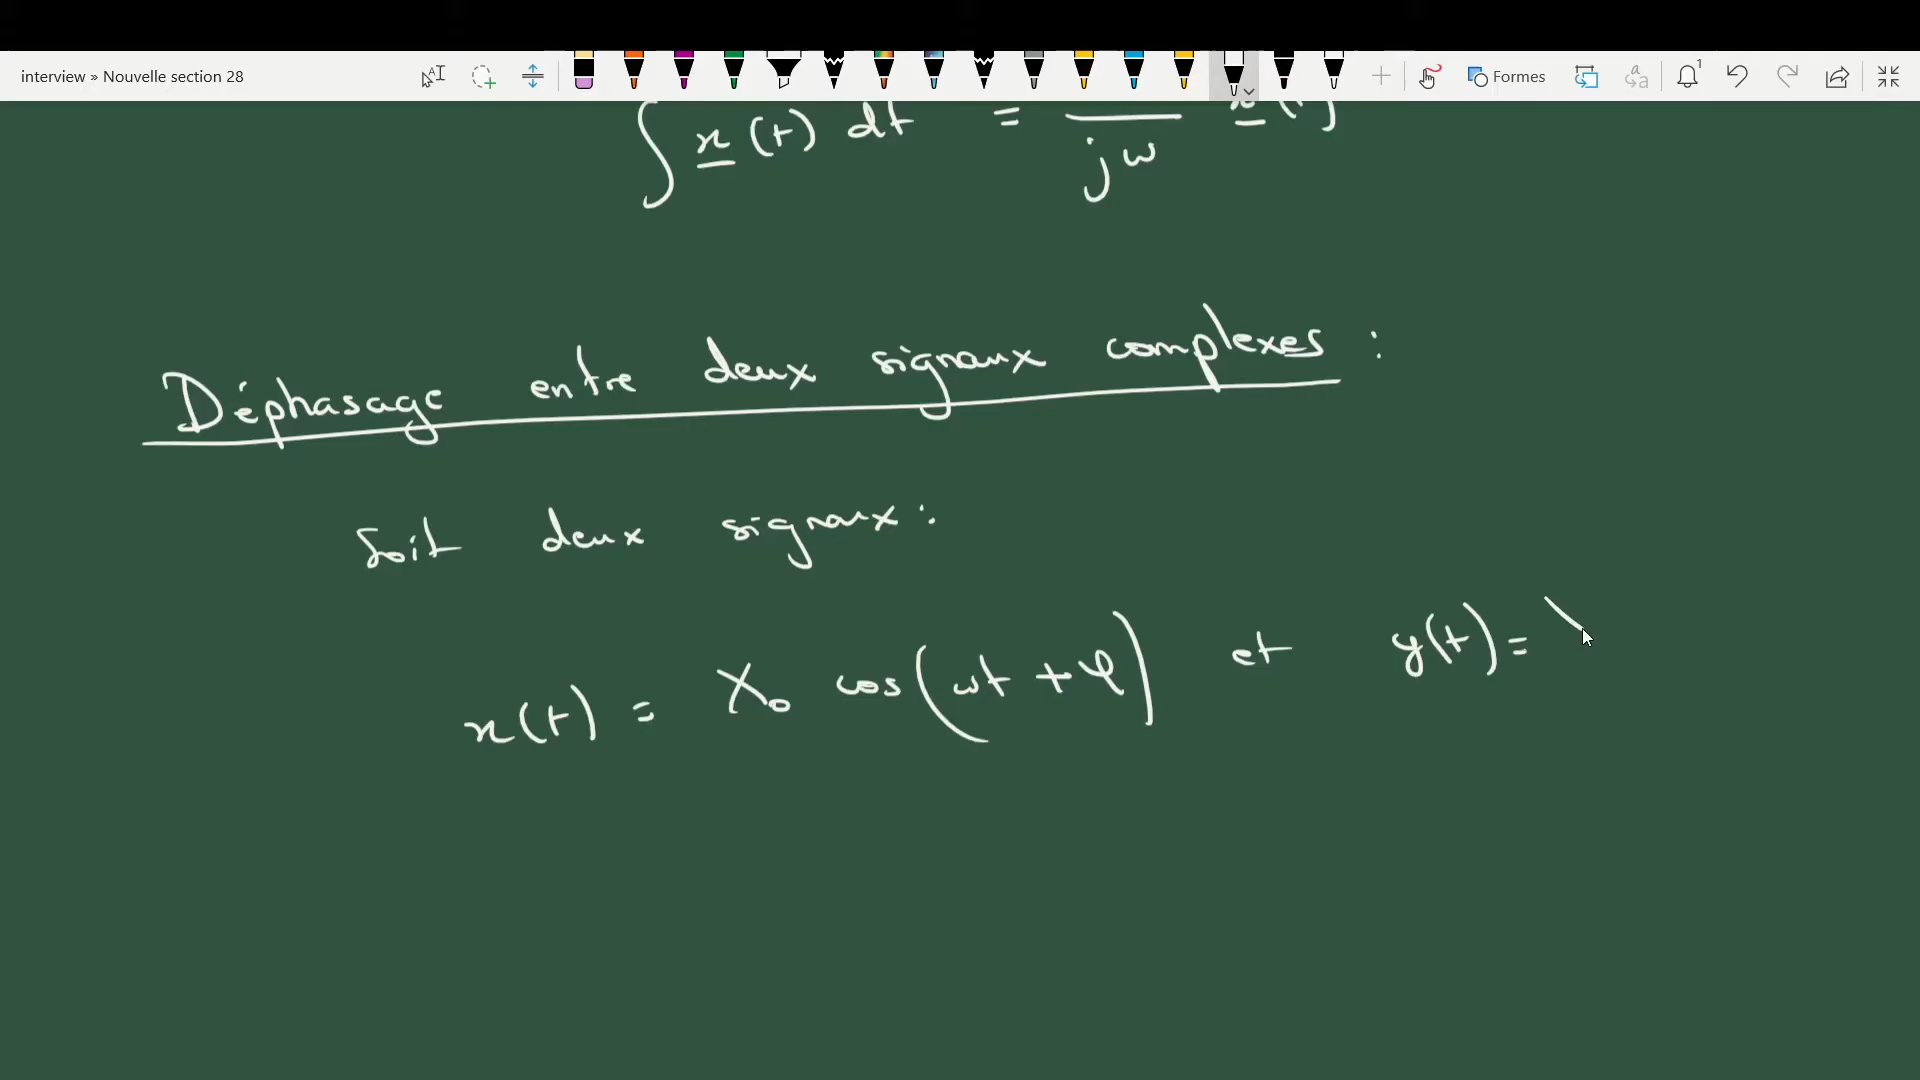 interview » Nouvelle section 28
Formes
1
∫ x(t) dt = — x(t)
jω
Déphasage entre deux signaux complexes :
Soit deux signaux :
x(t) = X₀ cos(ωt + φ) et y(t) =